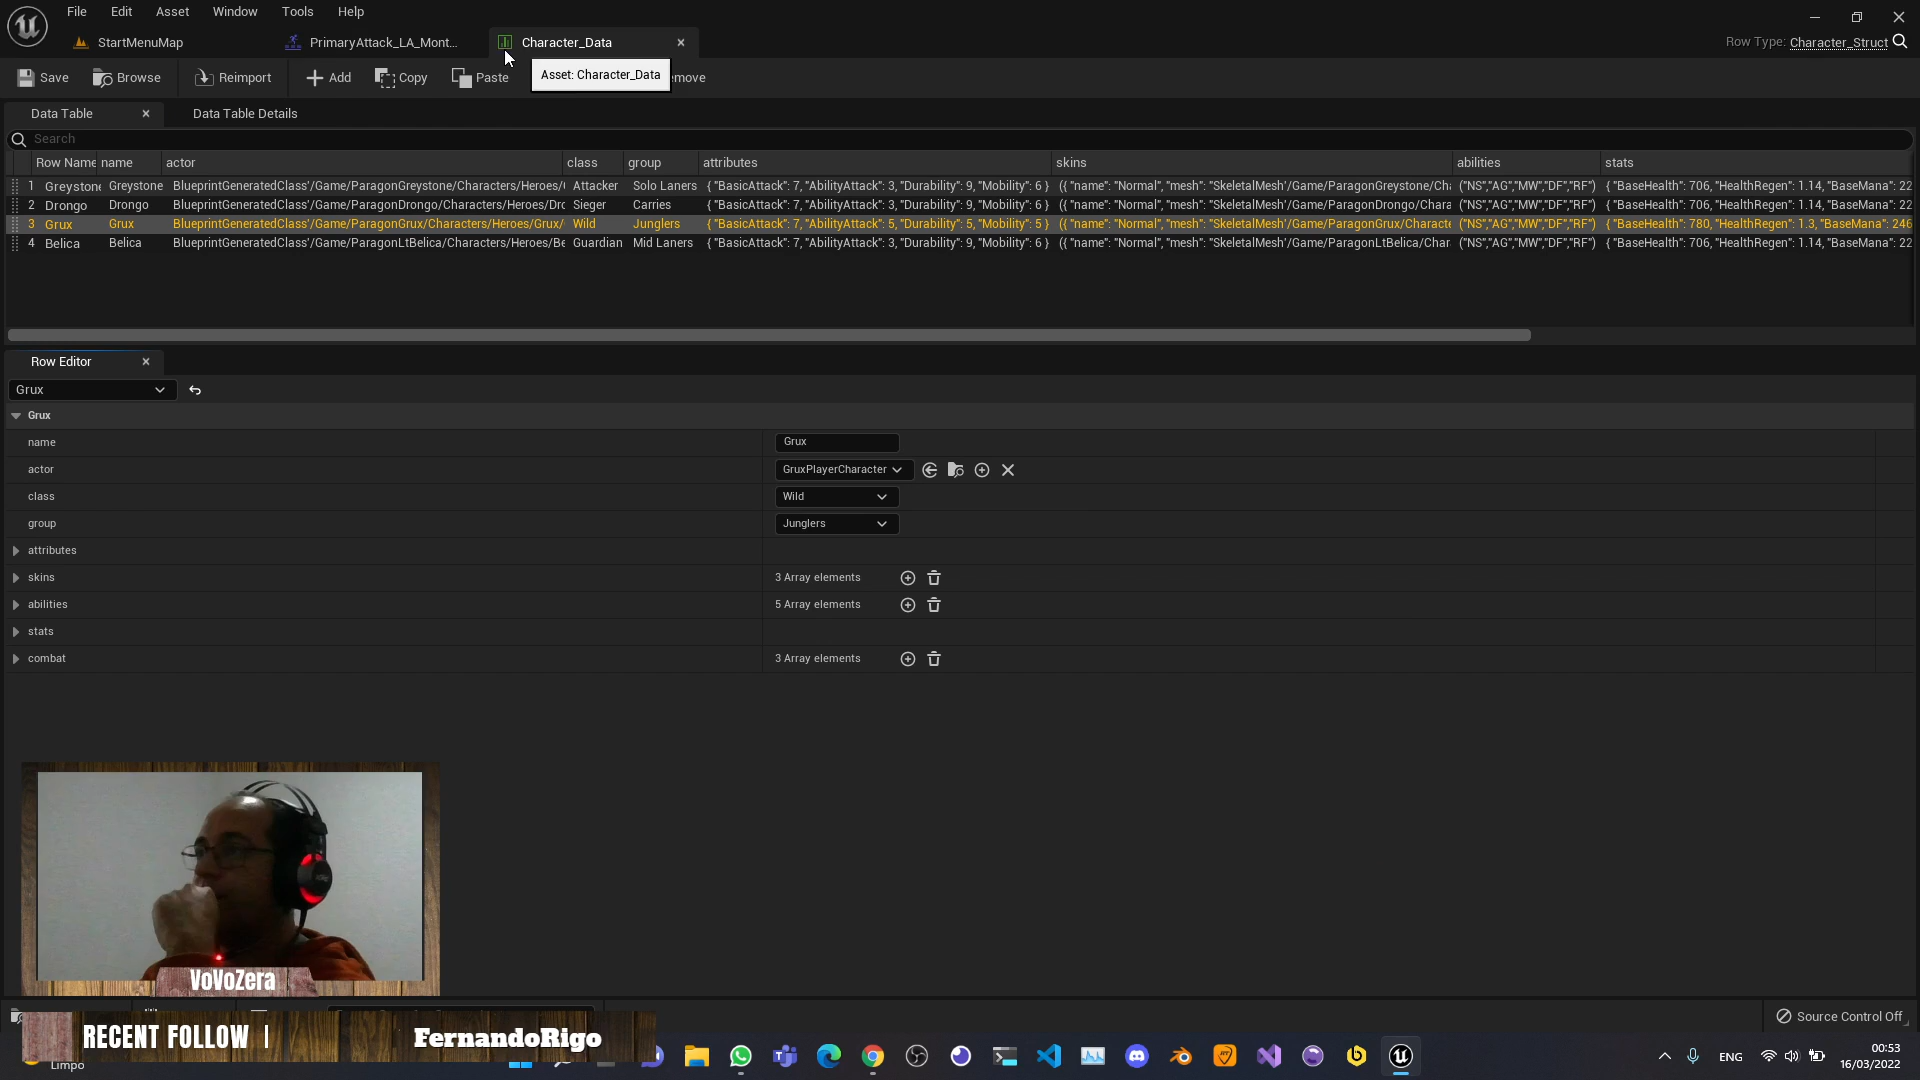 File Edit Asset Window Tools Help
StartMenuMap PrimaryAttack_LA_Mont... Character_Data Row Type: Character_Struct
Save Browse Reimport Add Copy Paste Asset: Character_Data emove
Data Table Data Table Details
Search
Row Name name actor class group attributes skins abilities stats
1 Greystone Greystone BlueprintGeneratedClass'/Game/ParagonGreystone/Characters/Heroes/( Attacker Solo Laners { "BasicAttack": 7, "AbilityAttack": 3, "Durability": 9, "Mobility": 6 } ({ "name": "Normal", "mesh": "SkeletalMesh'/Game/ParagonGreystone/Cha ("NS","AG","MW","DF","RF") { "BaseHealth": 706, "HealthRegen": 1.14, "BaseMana": 22
2 Drongo Drongo BlueprintGeneratedClass'/Game/ParagonDrongo/Characters/Heroes/Drc Sieger Carries { "BasicAttack": 7, "AbilityAttack": 3, "Durability": 9, "Mobility": 6 } ({ "name": "Normal", "mesh": "SkeletalMesh'/Game/ParagonDrongo/Chara ("NS","AG","MW","DF","RF") { "BaseHealth": 706, "HealthRegen": 1.14, "BaseMana": 22
3 Grux Grux BlueprintGeneratedClass'/Game/ParagonGrux/Characters/Heroes/Grux/ Wild Junglers { "BasicAttack": 7, "AbilityAttack": 5, "Durability": 5, "Mobility": 5 } ({ "name": "Normal", "mesh": "SkeletalMesh'/Game/ParagonGrux/Characte ("NS","AG","MW","DF","RF") { "BaseHealth": 780, "HealthRegen": 1.3, "BaseMana": 246
4 Belica Belica BlueprintGeneratedClass'/Game/ParagonLtBelica/Characters/Heroes/Be Guardian Mid Laners { "BasicAttack": 7, "AbilityAttack": 3, "Durability": 9, "Mobility": 6 } ({ "name": "Normal", "mesh": "SkeletalMesh'/Game/ParagonLtBelica/Char ("NS","AG","MW","DF","RF") { "BaseHealth": 706, "HealthRegen": 1.14, "BaseMana": 22
Row Editor
Grux
Grux
name Grux
actor GruxPlayerCharacter
class Wild
group Junglers
attributes
skins 3 Array elements
abilities 5 Array elements
stats
combat 3 Array elements
VoVoZera
Source Control Off
RECENT FOLLOW | FernandoRigo
Limpo ENG 00:53
16/03/2022